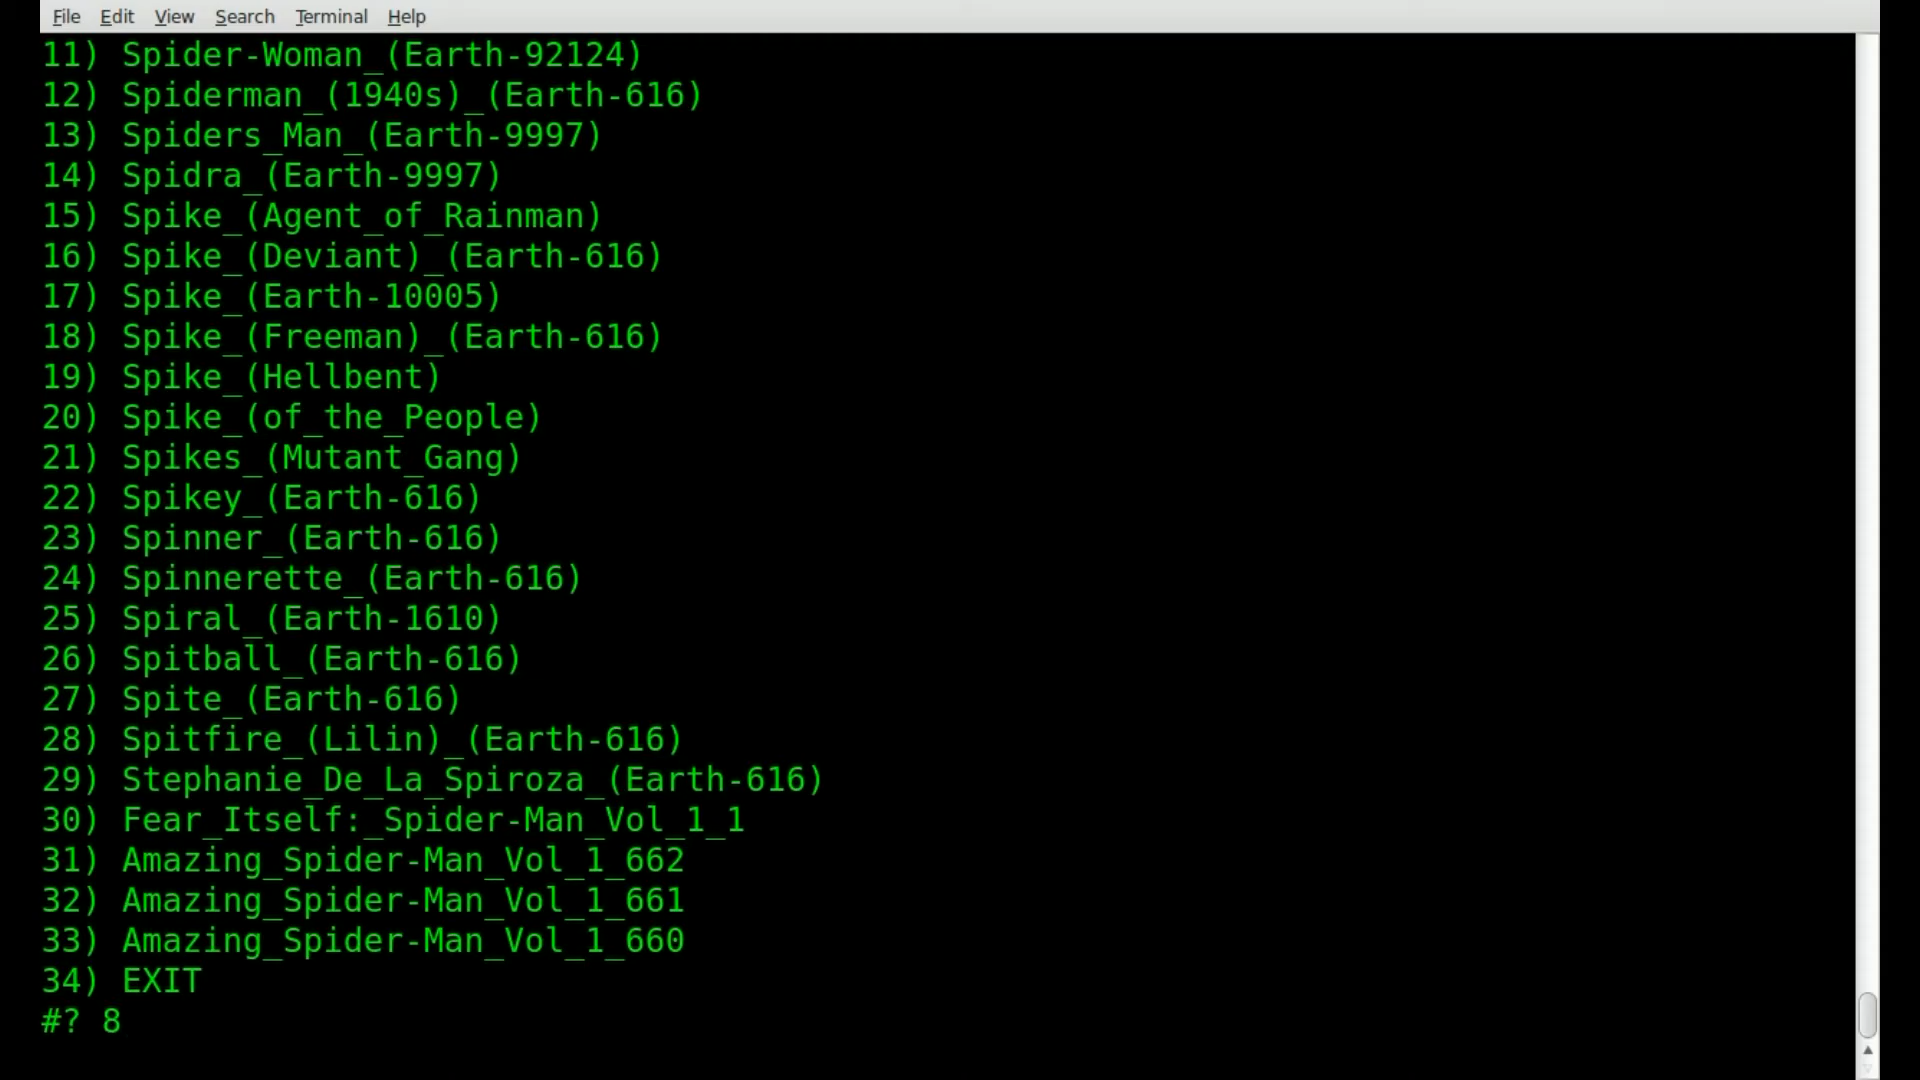 File Edit View Search Terminal Help
11) Spider-Woman_(Earth-92124)
12) Spiderman_(1940s)_(Earth-616)
13) Spiders_Man_(Earth-9997)
14) Spidra_(Earth-9997)
15) Spike_(Agent_of_Rainman)
16) Spike_(Deviant)_(Earth-616)
17) Spike_(Earth-10005)
18) Spike_(Freeman)_(Earth-616)
19) Spike_(Hellbent)
20) Spike_(of_the_People)
21) Spikes_(Mutant_Gang)
22) Spikey_(Earth-616)
23) Spinner_(Earth-616)
24) Spinnerette_(Earth-616)
25) Spiral_(Earth-1610)
26) Spitball_(Earth-616)
27) Spite_(Earth-616)
28) Spitfire_(Lilin)_(Earth-616)
29) Stephanie_De_La_Spiroza_(Earth-616)
30) Fear_Itself:_Spider-Man_Vol_1_1
31) Amazing_Spider-Man_Vol_1_662
32) Amazing_Spider-Man_Vol_1_661
33) Amazing_Spider-Man_Vol_1_660
34) EXIT
#? 8